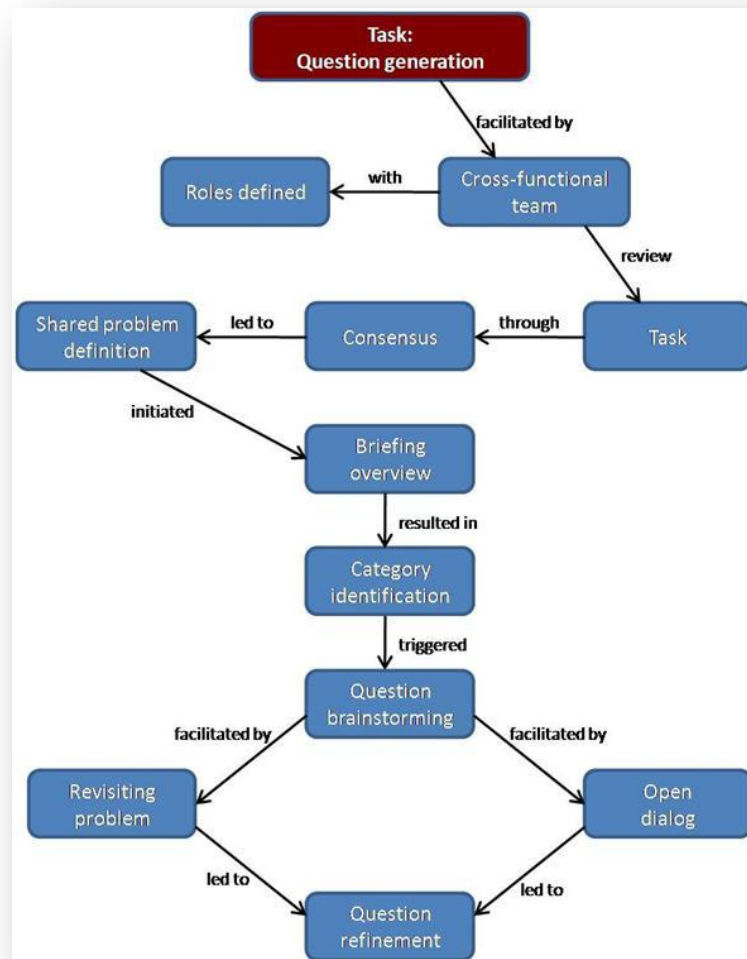 Task:
Question generation
facilitated by
Roles defined
with
Cross-functional
team
review
Shared problem
definition
led to
Consensus
through
Task
initiated
Briefing
overview
resulted in
Category
identification
triggered
Question
brainstorming
facilitated by
facilitated by
Revisiting
problem
Open
dialog
led to
led to
Question
refinement